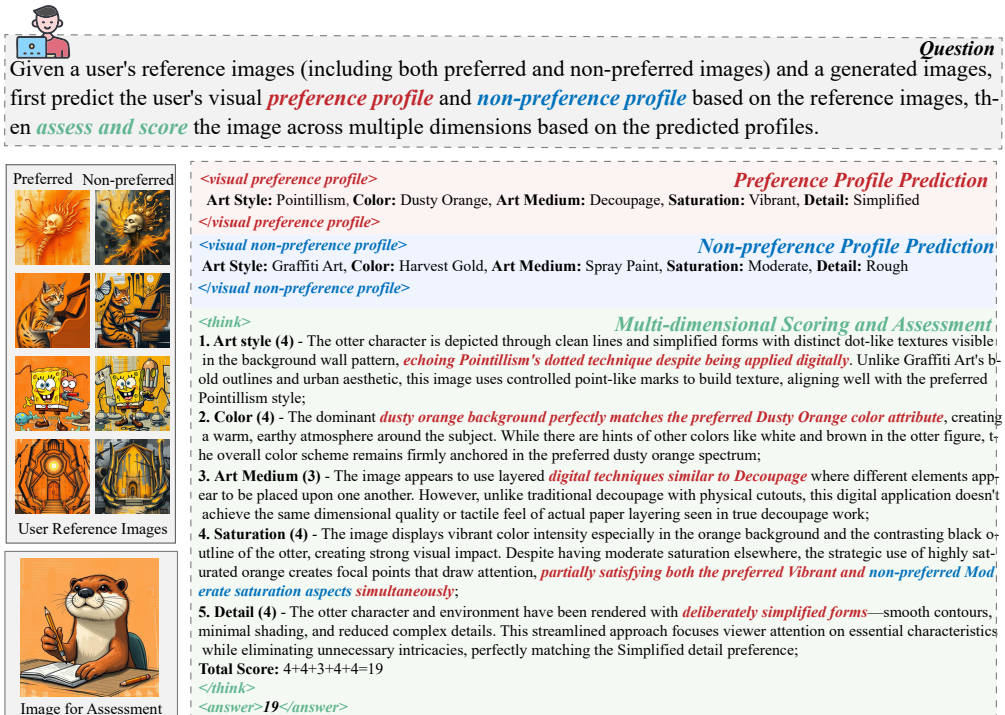 Question
Given a user's reference images (including both preferred and non-preferred images) and a generated images,
first predict the user's visual preference profile and non-preference profile based on the reference images, th-
en assess and score the image across multiple dimensions based on the predicted profiles.
Preferred Non-preferred
User Reference Images
Image for Assessment
<visual preference profile>
Preference Profile Prediction
Art Style: Pointillism, Color: Dusty Orange, Art Medium: Decoupage, Saturation: Vibrant, Detail: Simplified
</visual preference profile>
<visual non-preference profile>
Non-preference Profile Prediction
Art Style: Graffiti Art, Color: Harvest Gold, Art Medium: Spray Paint, Saturation: Moderate, Detail: Rough
</visual non-preference profile>
<think>
Multi-dimensional Scoring and Assessment
1. Art style (4) - The otter character is depicted through clean lines and simplified forms with distinct dot-like textures visible
in the background wall pattern, echoing Pointillism's dotted technique despite being applied digitally. Unlike Graffiti Art's b-
old outlines and urban aesthetic, this image uses controlled point-like marks to build texture, aligning well with the preferred
Pointillism style;
2. Color (4) - The dominant dusty orange background perfectly matches the preferred Dusty Orange color attribute, creating
a warm, earthy atmosphere around the subject. While there are hints of other colors like white and brown in the otter figure, t-
he overall color scheme remains firmly anchored in the preferred dusty orange spectrum;
3. Art Medium (3) - The image appears to use layered digital techniques similar to Decoupage where different elements app-
ear to be placed upon one another. However, unlike traditional decoupage with physical cutouts, this digital application doesn't
achieve the same dimensional quality or tactile feel of actual paper layering seen in true decoupage work;
4. Saturation (4) - The image displays vibrant color intensity especially in the orange background and the contrasting black o-
utline of the otter, creating strong visual impact. Despite having moderate saturation elsewhere, the strategic use of highly sat-
urated orange creates focal points that draw attention, partially satisfying both the preferred Vibrant and non-preferred Mod
erate saturation aspects simultaneously;
5. Detail (4) - The otter character and environment have been rendered with deliberately simplified forms—smooth contours,
minimal shading, and reduced complex details. This streamlined approach focuses viewer attention on essential characteristics
while eliminating unnecessary intricacies, perfectly matching the Simplified detail preference;
Total Score: 4+4+3+4+4=19
</think>
<answer>19</answer>